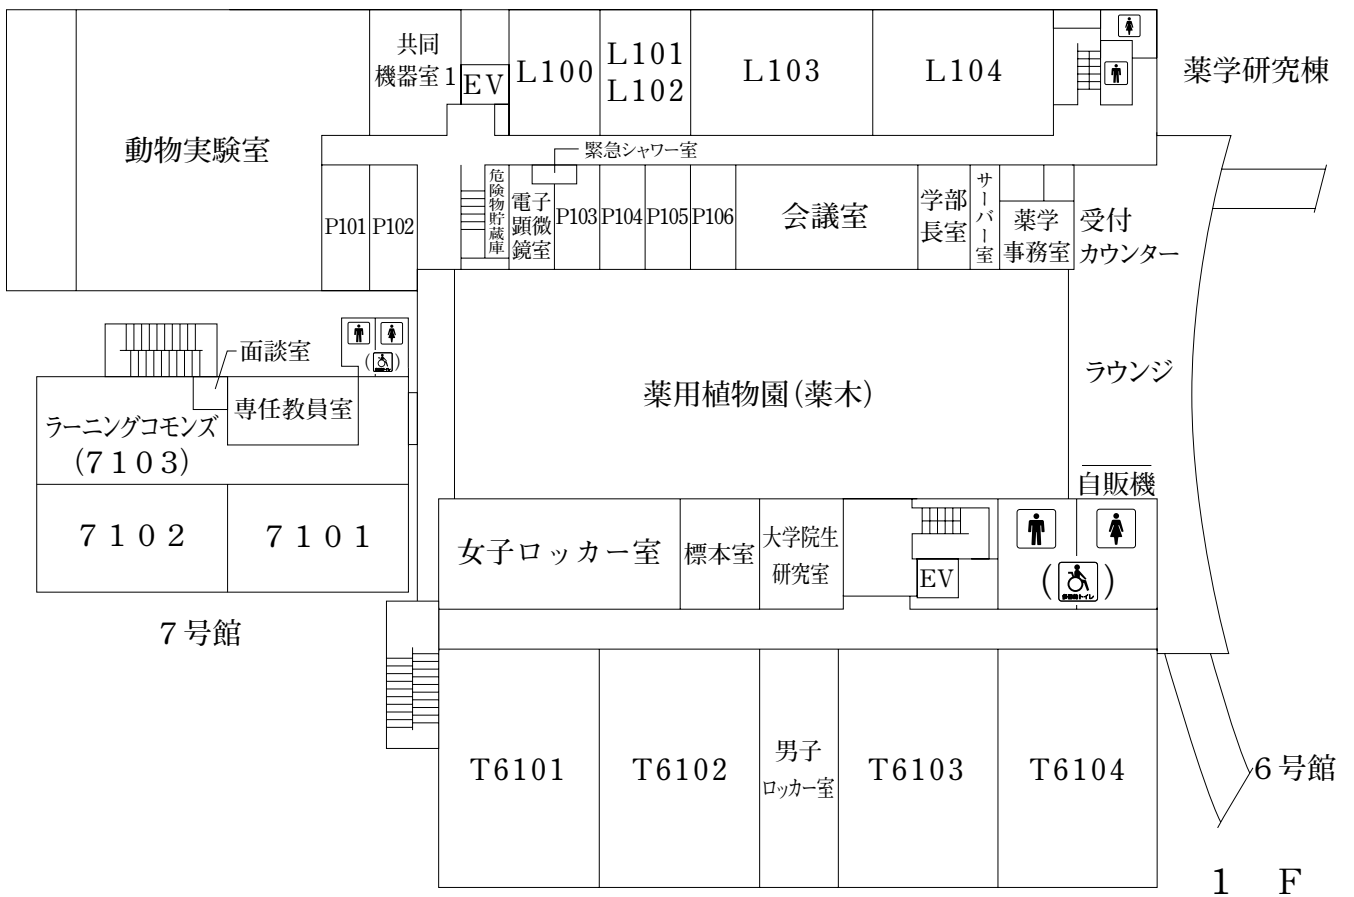 共同
機器室1
EV
L100
L101
L102
L103
L104
薬学研究棟
動物実験室
緊急シャワー室
P101
P102
危険物貯蔵庫
電子
顕微
鏡室
P103
P104
P105
P106
会議室
学部
長室
サーバー室
薬学
事務室
受付
カウンター
面談室
専任教員室
ラーニングコモンズ
(7103)
7102
7101
7号館
薬用植物園(薬木)
ラウンジ
自販機
女子ロッカー室
標本室
大学院生
研究室
EV
T6101
T6102
男子
ロッカー室
T6103
T6104
6号館
1 F